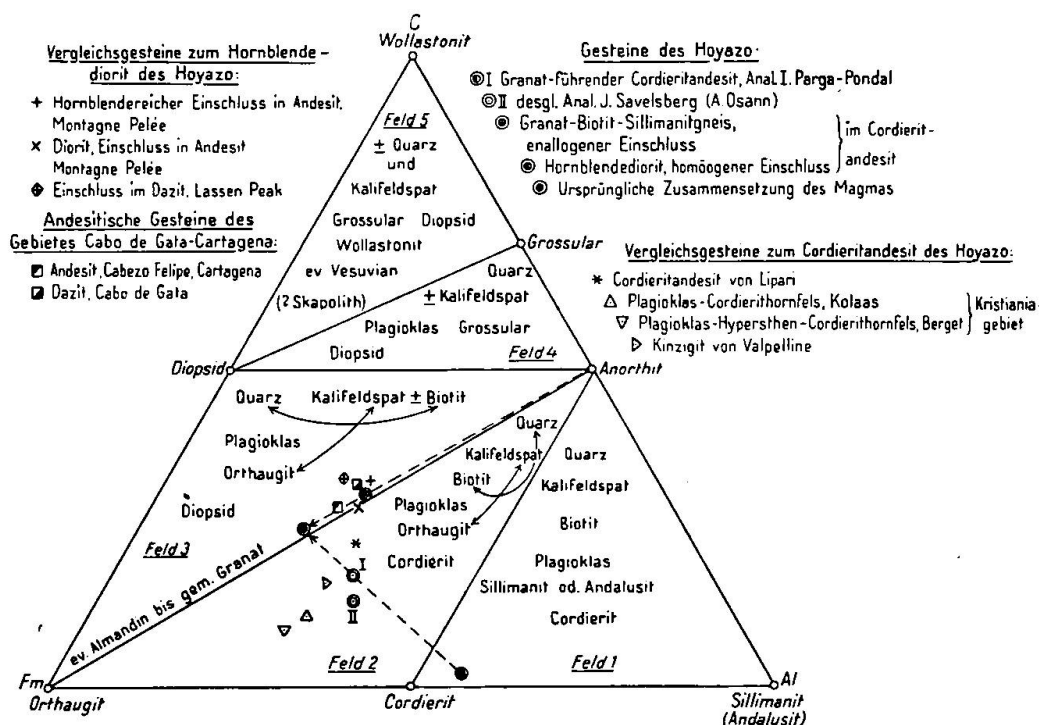 C
Wollastonit
Vergleichsgesteine zum Hornblende-
diorit des Hoyazo:
+ Hornblendereicher Einschluss in Andesit,
Montagne Pelée
x Diorit, Einschluss in Andesit
Montagne Pelée
Einschluss im Dazit, Lassen Peak
Andesitische Gesteine des
Gebietes Cabo de Gata-Cartagena:
Andesit, Cabezo Felipe, Cartagena
Dazit, Cabo de Gata
Gesteine des Hoyazo:
I Granat-führender Cordieritandesit, Anal. I. Parga-Pondal
II desgl. Anal. J. Savelsberg (A. Osann)
Granat-Biotit-Sillimanitgneis,
enallogener Einschluss
Hornblendediorit, homöogener Einschluss
im Cordierit-
andesit
Ursprüngliche Zusammensetzung des Magmas
Vergleichsgesteine zum Cordieritandesit des Hoyazo:
* Cordieritandesit von Lipari
Plagioklas-Cordierithornfels, Kolaas
Plagioklas-Hypersthen-Cordierithornfels, Berget
Kristiania-
gebiet
Kinzigit von Valpelline
Feld 5
± Quarz
und
Kalifeldspat
Grossular Diopsid
Wollastonit
ev Vesuvian
(? Skapolith)
Grossular
Quarz
± Kalifeldspat
Plagioklas Grossular
Diopsid
Feld 4
Diopsid
Anorthit
Quarz Kalifeldspat ± Biotit
Plagioklas
Orthaugit
Diopsid
Feld 3
ev. Almandin bis gem. Granat
Quarz
Kalifeldspat
Biotit
Plagioklas
Orthaugit
Cordierit
I
II
Feld 2
Quarz
Kalifeldspat
Biotit
Plagioklas
Sillimanit od. Andalusit
Cordierit
Feld 1
Fm
Orthaugit
Cordierit
Al
Sillimanit
(Andalusit)